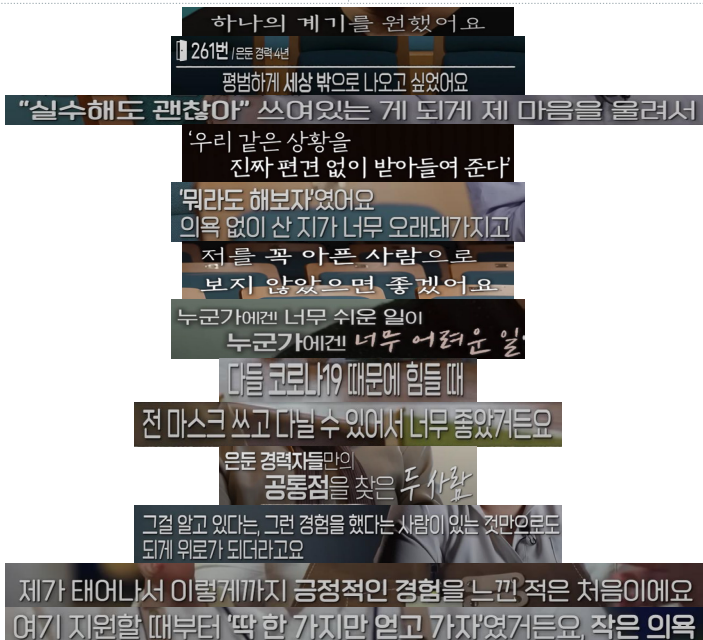 하나의 계기를 원했어요
261번 / 은둔 경력 4년
평범하게 세상 밖으로 나오고 싶었어요
“실수해도 괜찮아” 쓰여있는 게 되게 제 마음을 울려서
‘우리 같은 상황을
진짜 편견 없이 받아들여 준다’
‘뭐라도 해보자’였어요
의욕 없이 산 지가 너무 오래돼가지고
저를 꼭 아픈 사람으로
보지 않았으면 좋겠어요
누군가에겐 너무 쉬운 일이
누군가에겐 너무 어려운 일
다들 코로나19 때문에 힘들 때
전 마스크 쓰고 다닐 수 있어서 너무 좋았거든요
은둔 경력자들만의
공통점을 찾은 두 사람
그걸 알고 있다는, 그런 경험을 했다는 사람이 있는 것만으로도
되게 위로가 되더라고요
제가 태어나서 이렇게까지 긍정적인 경험을 느낀 적은 처음이에요
여기 지원할 때부터 ‘딱 한 가지만 얻고 가자’였거든요, 작은 의욕